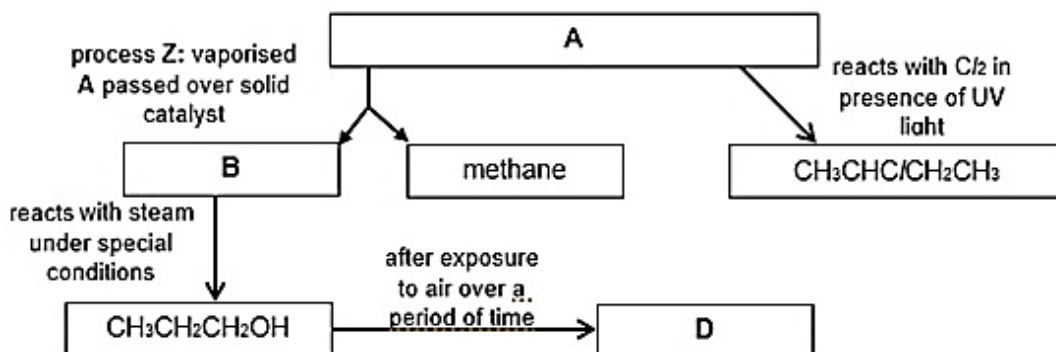 A
process Z: vaporised
A passed over solid
catalyst
reacts with Cl2 in
presence of UV
light
B
methane
CH₃CHClCH₂CH₃
reacts with steam
under special
conditions
after exposure
to air over a
period of time
CH₃CH₂CH₂OH
D